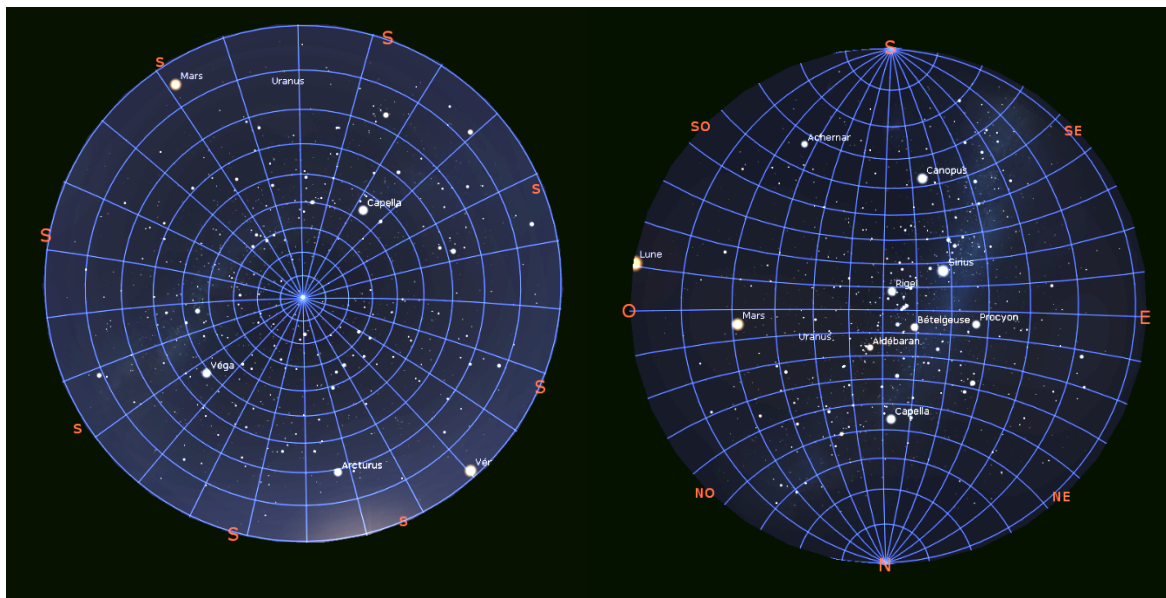 S
S
Mars
Uranus
Capella
S
S
Véga
S
S
Arcturus
Vér
S
S
S
SO
SE
Achernar
Canopus
Lune
Sirius
Rigel
O
Mars
Bételgeuse
Procyon
E
Uranus
Aldébaran
Capella
NO
NE
N